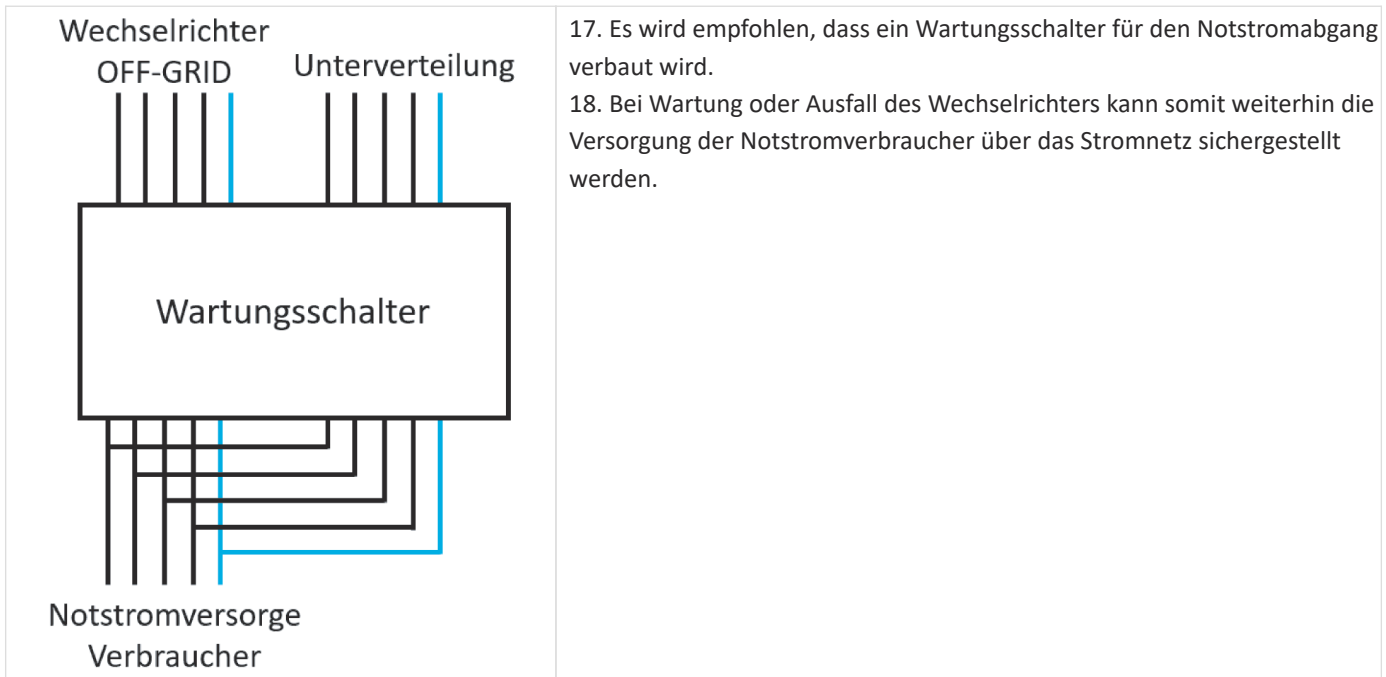 Wechselrichter
OFF-GRID
Unterverteilung
Wartungsschalter
Notstromversorge
Verbraucher
17. Es wird empfohlen, dass ein Wartungsschalter für den Notstromabgang
verbaut wird.
18. Bei Wartung oder Ausfall des Wechselrichters kann somit weiterhin die
Versorgung der Notstromverbraucher über das Stromnetz sichergestellt
werden.